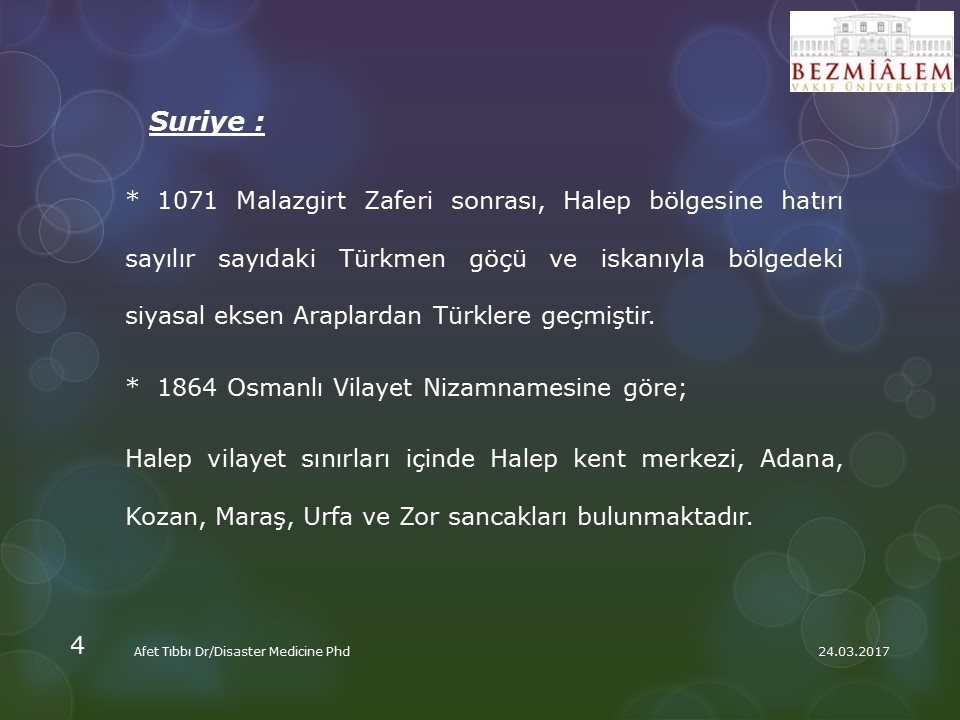 BEZMİÂLEM
VAKIF ÜNİVERSİTESİ
Suriye :
* 1071 Malazgirt Zaferi sonrası, Halep bölgesine hatırı
sayılır sayıdaki Türkmen göçü ve iskanıyla bölgedeki
siyasal eksen Araplardan Türklere geçmiştir.
* 1864 Osmanlı Vilayet Nizamnamesine göre;
Halep vilayet sınırları içinde Halep kent merkezi, Adana,
Kozan, Maraş, Urfa ve Zor sancakları bulunmaktadır.
4
Afet Tıbbı Dr/Disaster Medicine Phd
24.03.2017